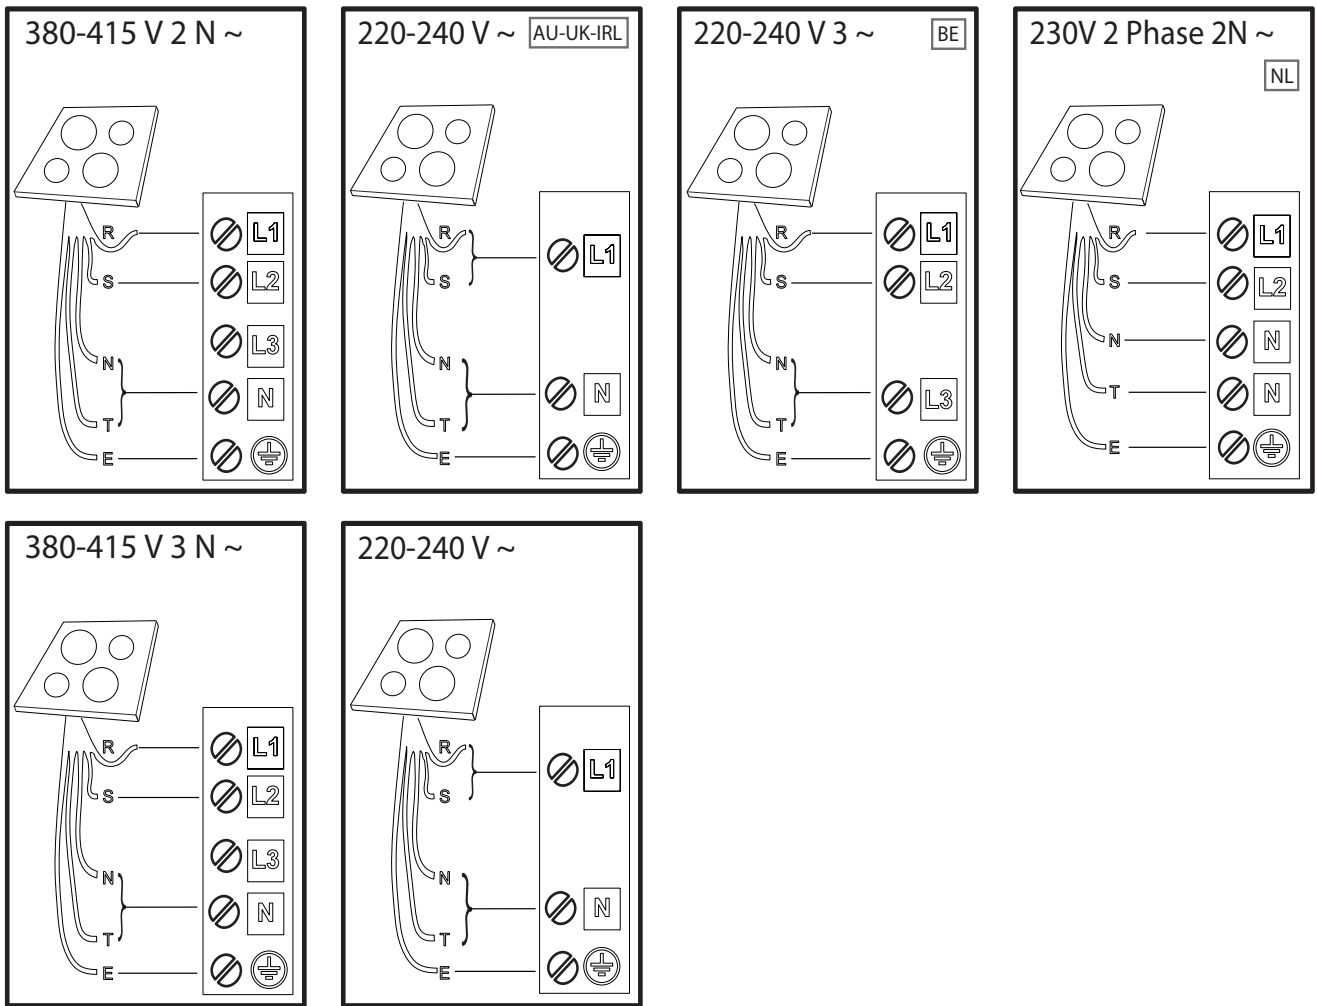 380-415 V 2 N ~
R L1
S L2
L3
N
N
T
E
220-240 V ~ AU-UK-IRL
R
L1
S
N
N
T
E
220-240 V 3 ~ BE
R L1
S L2
N
L3
T
E
230V 2 Phase 2N ~
NL
R L1
S L2
N N
T N
E
380-415 V 3 N ~
R L1
S L2
L3
N
N
T
E
220-240 V ~
R
L1
S
N
N
T
E